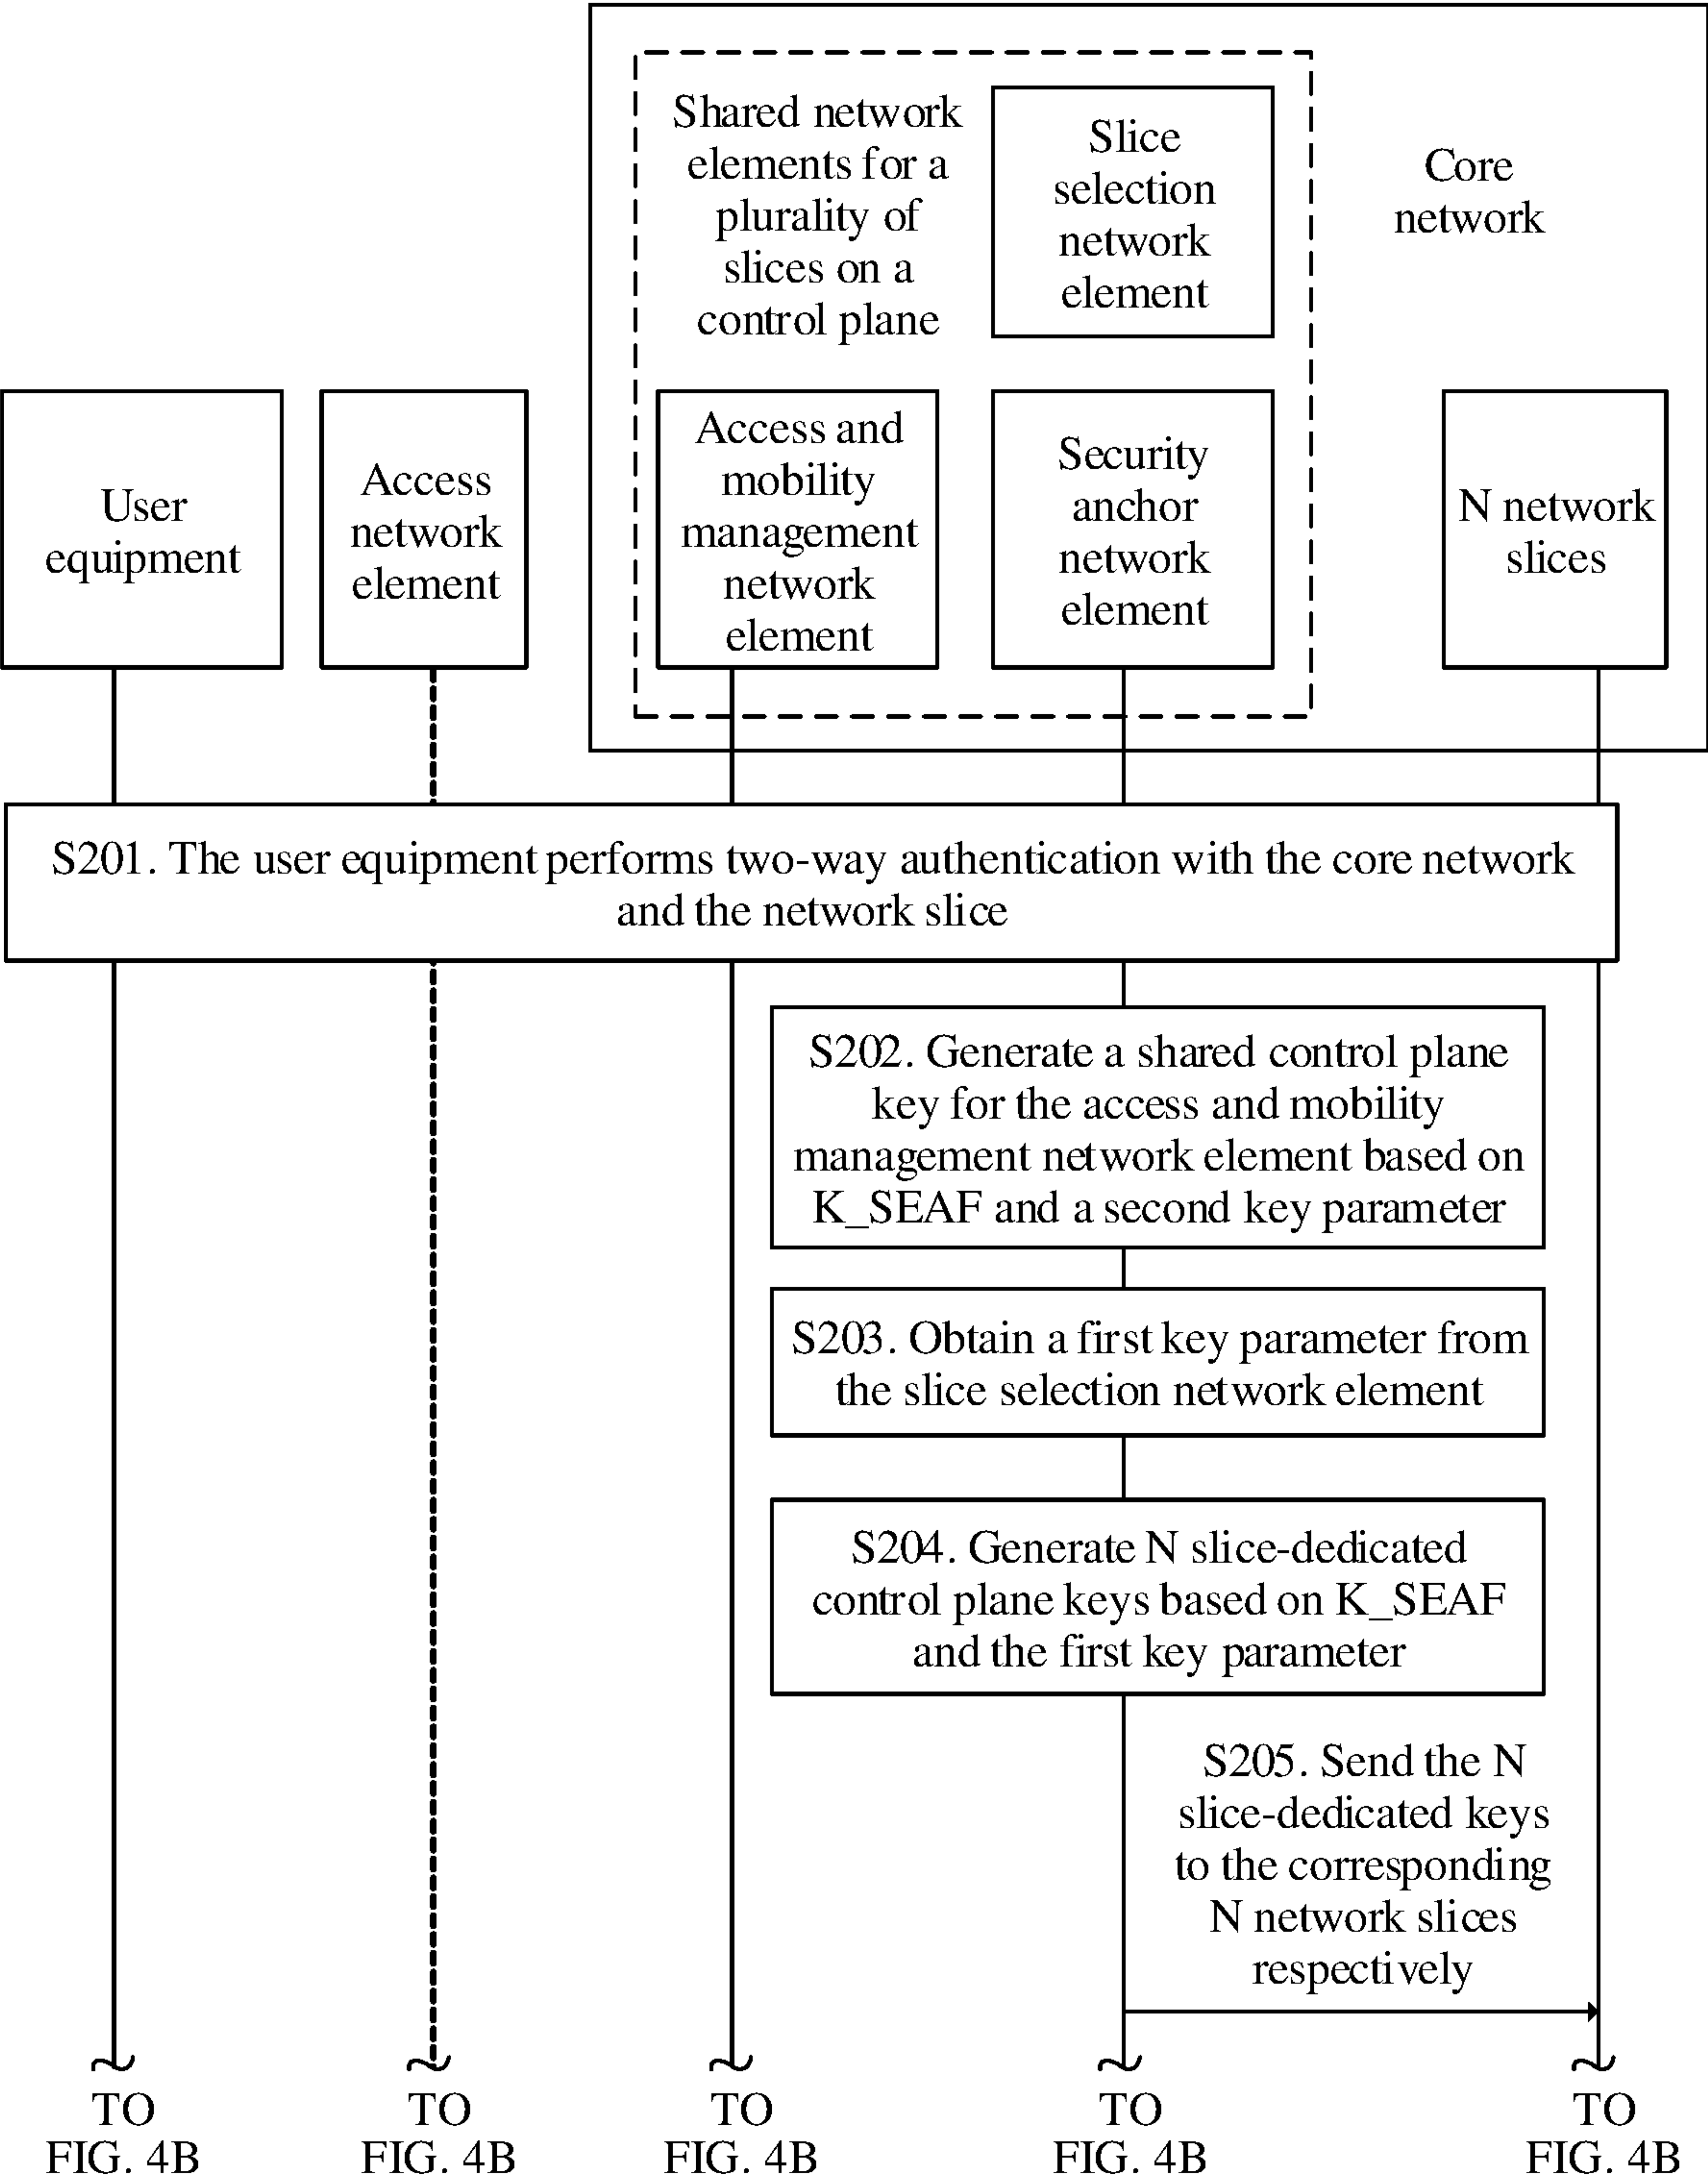 Shared network
elements for a
plurality of
slices on a
control plane
Slice
selection
network
element
Core
network
User
equipment
Access
network
element
Access and
mobility
management
network
element
Security
anchor
network
element
N network
slices
S201. The user equipment performs two-way authentication with the core network
and the network slice
S202. Generate a shared control plane
key for the access and mobility
management network element based on
K_SEAF and a second key parameter
S203. Obtain a first key parameter from
the slice selection network element
S204. Generate N slice-dedicated
control plane keys based on K_SEAF
and the first key parameter
S205. Send the N
slice-dedicated keys
to the corresponding
N network slices
respectively
TO
FIG. 4B
TO
FIG. 4B
TO
FIG. 4B
TO
FIG. 4B
TO
FIG. 4B